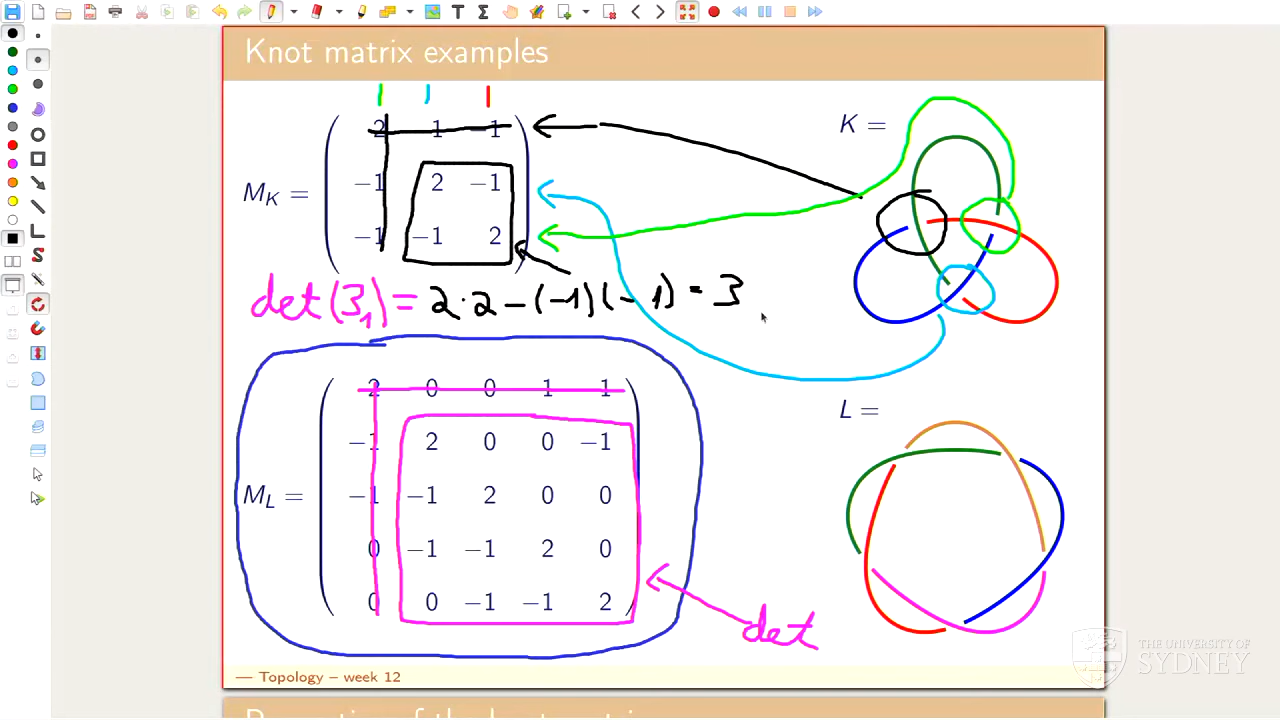 Knot matrix examples
2 −1 −1
K =
M_K = −1 2 −1
−1 −1 2
det(3₁) = 2·2 − (−1)(−1) = 3
2 0 0 −1 −1
L =
−1 2 0 0 −1
M_L = −1 −1 2 0 0
0 −1 −1 2 0
0 0 −1 −1 2
det
THE UNIVERSITY OF
SYDNEY
— Topology – week 12